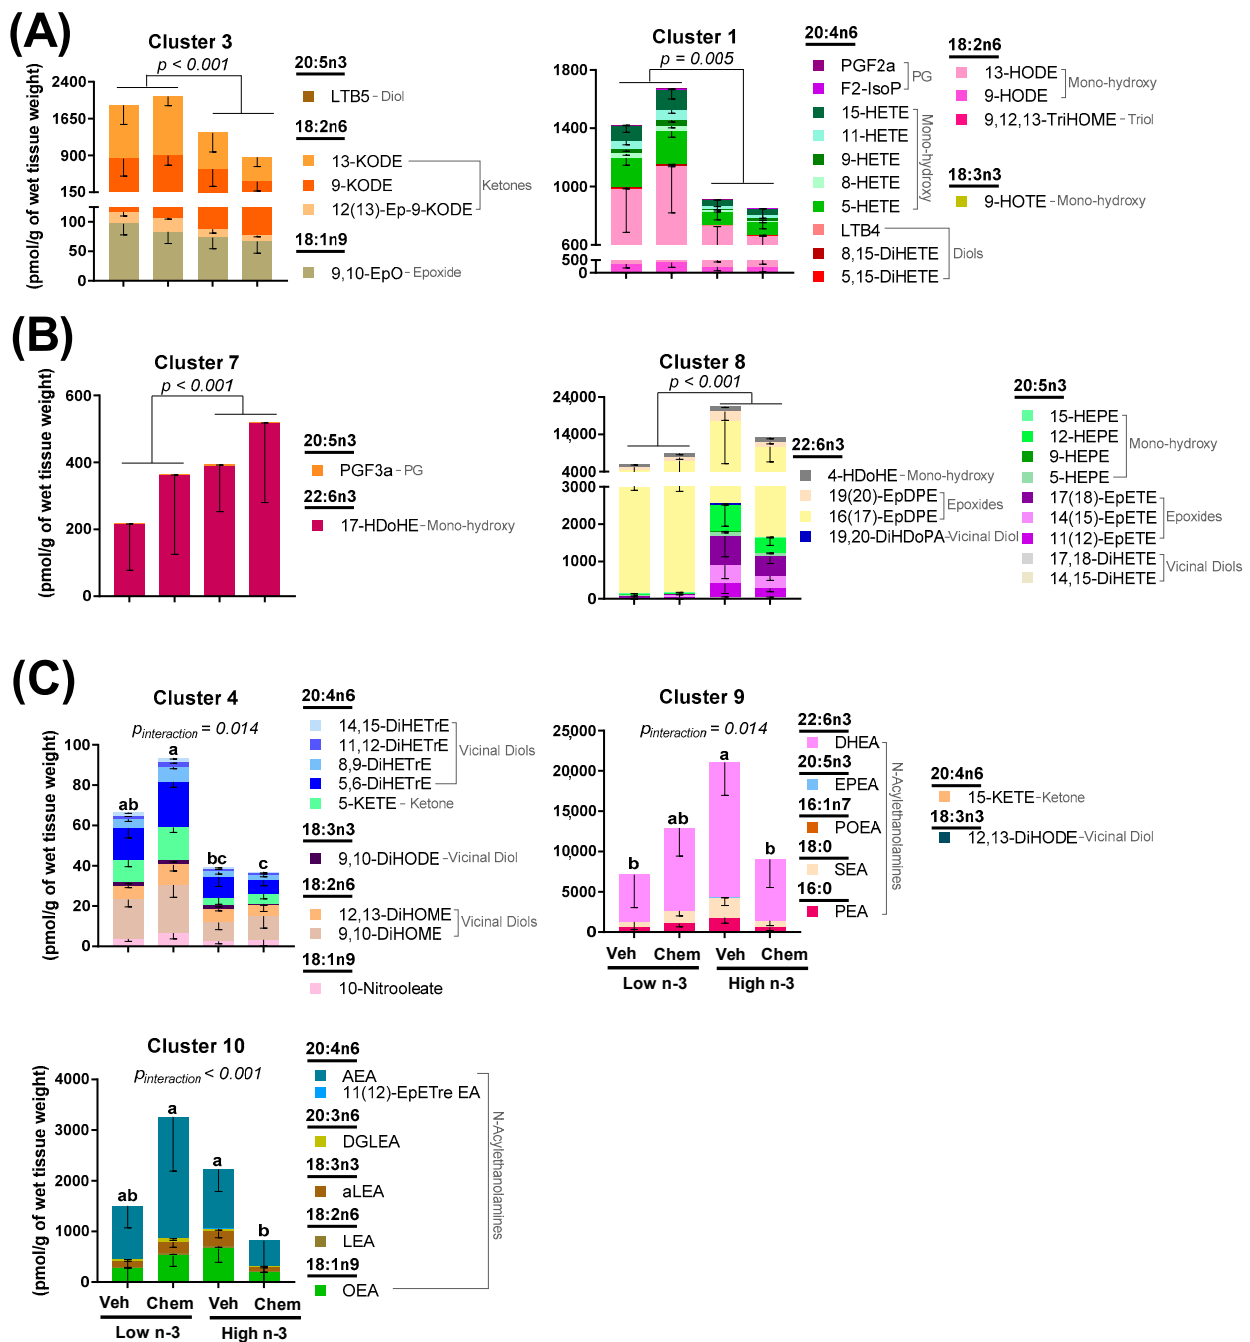 (A)
Cluster 3
p < 0.001
(pmol/g of wet tissue weight)
2400
1650
900
150
100
50
0
20:5n3
LTB5 – Diol
18:2n6
13-KODE
9-KODE
12(13)-Ep-9-KODE
Ketones
18:1n9
9,10-EpO – Epoxide
Cluster 1
p = 0.005
1800
1400
1000
600
500
0
20:4n6
PGF2a
F2-IsoP
PG
15-HETE
11-HETE
9-HETE
8-HETE
5-HETE
Mono-hydroxy
LTB4
8,15-DiHETE
5,15-DiHETE
Diols
18:2n6
13-HODE
9-HODE
Mono-hydroxy
9,12,13-TriHOME – Triol
18:3n3
9-HOTE – Mono-hydroxy
(B)
Cluster 7
p < 0.001
(pmol/g of wet tissue weight)
600
400
200
0
20:5n3
PGF3a – PG
22:6n3
17-HDoHE – Mono-hydroxy
Cluster 8
p < 0.001
24,000
14,000
4000
3000
2000
1000
0
22:6n3
4-HDoHE – Mono-hydroxy
19(20)-EpDPE
16(17)-EpDPE
Epoxides
19,20-DiHDoPA – Vicinal Diol
20:5n3
15-HEPE
12-HEPE
9-HEPE
5-HEPE
Mono-hydroxy
17(18)-EpETE
14(15)-EpETE
11(12)-EpETE
Epoxides
17,18-DiHETE
14,15-DiHETE
Vicinal Diols
(C)
Cluster 4
pinteraction = 0.014
(pmol/g of wet tissue weight)
100
80
60
40
20
0
ab
a
bc
c
20:4n6
14,15-DiHETrE
11,12-DiHETrE
8,9-DiHETrE
5,6-DiHETrE
Vicinal Diols
5-KETE – Ketone
18:3n3
9,10-DiHODE – Vicinal Diol
18:2n6
12,13-DiHOME
9,10-DiHOME
Vicinal Diols
18:1n9
10-Nitrooleate
Cluster 9
pinteraction = 0.014
25000
20,000
15,000
10,000
5000
0
b
ab
a
b
Veh Chem Veh Chem
Low n-3 High n-3
22:6n3
DHEA
20:5n3
EPEA
16:1n7
POEA
18:0
SEA
16:0
PEA
N-Acylethanolamines
20:4n6
15-KETE – Ketone
18:3n3
12,13-DiHODE – Vicinal Diol
Cluster 10
pinteraction < 0.001
(pmol/g of wet tissue weight)
4000
3000
2000
1000
0
ab
a
a
b
Veh Chem Veh Chem
Low n-3 High n-3
20:4n6
AEA
11(12)-EpETre EA
20:3n6
DGLEA
18:3n3
aLEA
18:2n6
LEA
18:1n9
OEA
N-Acylethanolamines